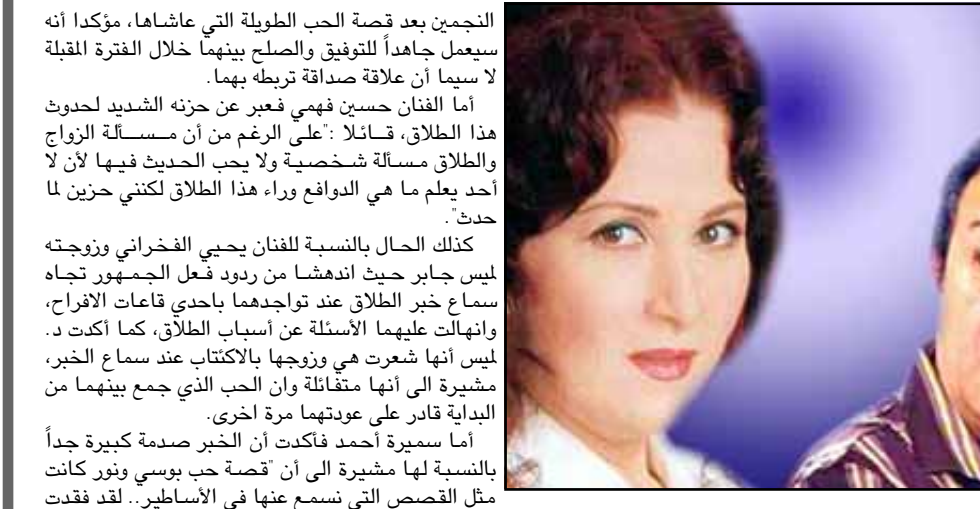 النجمين بعد قصة الحب الطويلة التي عاشاها، مؤكدا أنه
سيعمل جاهداً للتوفيق والصلح بينهما خلال الفترة المقبلة
لا سيما أن علاقة صداقة تربطه بهما.
أما الفنان حسين فهمي فعبر عن حزنه الشديد لحدوث
هذا الطلاق، قائلا :"على الرغم من أن مسألة الزواج
والطلاق مسألة شخصية ولا يحب الحديث فيها لأن لا
أحد يعلم ما هي الدوافع وراء هذا الطلاق لكنني حزين لما
حدث".
كذلك الحال بالنسبة للفنان يحيي الفخراني وزوجته
لميس جابر حيث اندهشا من ردود فعل الجمهور تجاه
سماع خبر الطلاق عند تواجدهما باحدي قاعات الافراح،
وانهالت عليهما الأسئلة عن أسباب الطلاق، كما أكدت د.
لميس أنها شعرت هي وزوجها بالاكتئاب عند سماع الخبر،
مشيرة الى أنها متفائلة وان الحب الذي جمع بينهما من
البداية قادر على عودتهما مرة اخرى.
أما سميرة أحمد فأكدت أن الخبر صدمة كبيرة جداً
بالنسبة لها مشيرة الى أن "قصة حب بوسي ونور كانت
مثل القصص التي نسمع عنها في الأساطير.. لقد فقدت